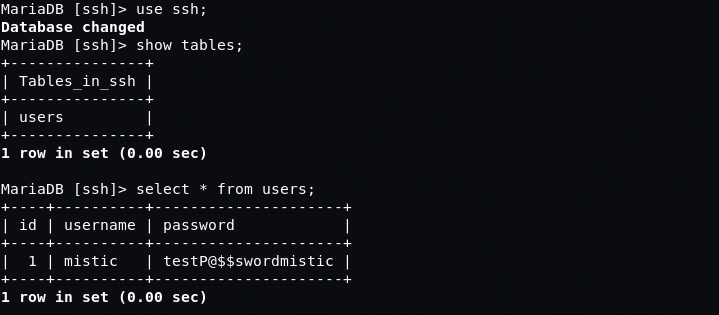 MariaDB [ssh]> use ssh;
Database changed
MariaDB [ssh]> show tables;
+---------------+
| Tables_in_ssh |
+---------------+
| users         |
+---------------+
1 row in set (0.00 sec)

MariaDB [ssh]> select * from users;
+----+----------+---------------------+
| id | username | password            |
+----+----------+---------------------+
|  1 | mistic   | testP@$$swordmistic |
+----+----------+---------------------+
1 row in set (0.00 sec)